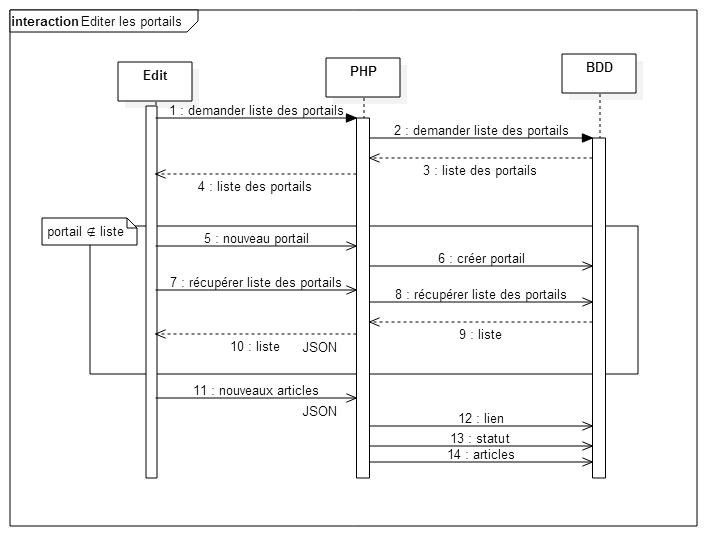 interaction Editer les portails
Edit
PHP
BDD
1 : demander liste des portails
2 : demander liste des portails
3 : liste des portails
4 : liste des portails
portail ∉ liste
5 : nouveau portail
6 : créer portail
7 : récupérer liste des portails
8 : récupérer liste des portails
9 : liste
10 : liste JSON
11 : nouveaux articles
JSON
12 : lien
13 : statut
14 : articles